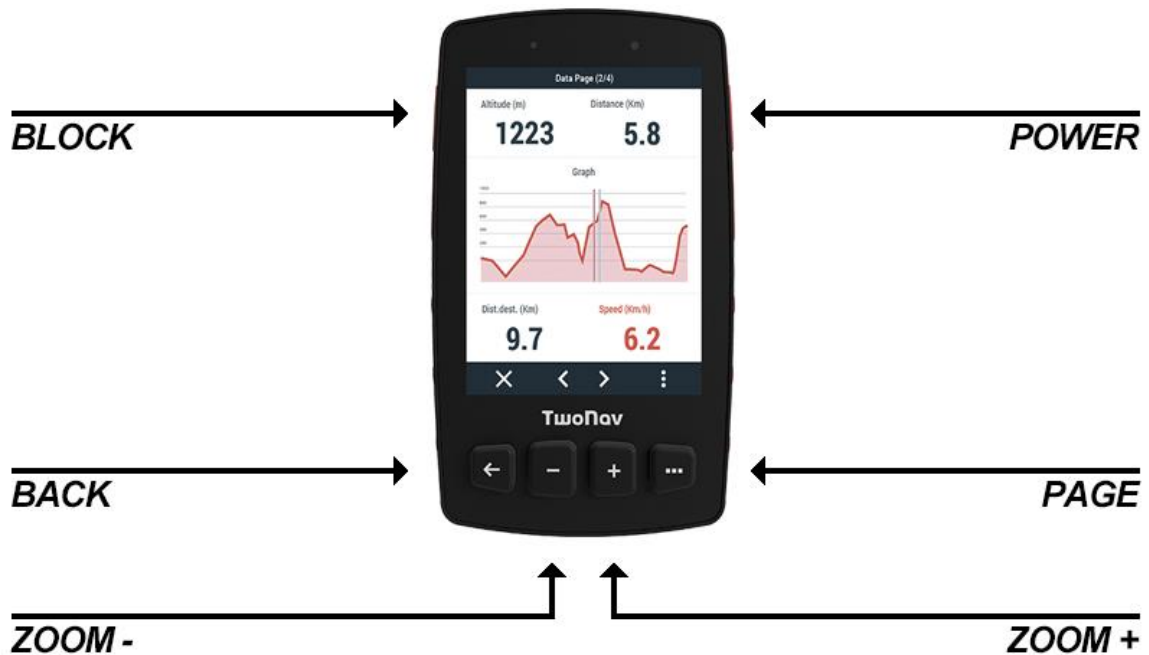 Data Page (2/4)
Altitude (m) Distance (Km)
1223 5.8
BLOCK
POWER
Graph
Dist.dest. (Km) Speed (Km/h)
9.7 6.2
TwoNav
BACK
PAGE
ZOOM -
ZOOM +